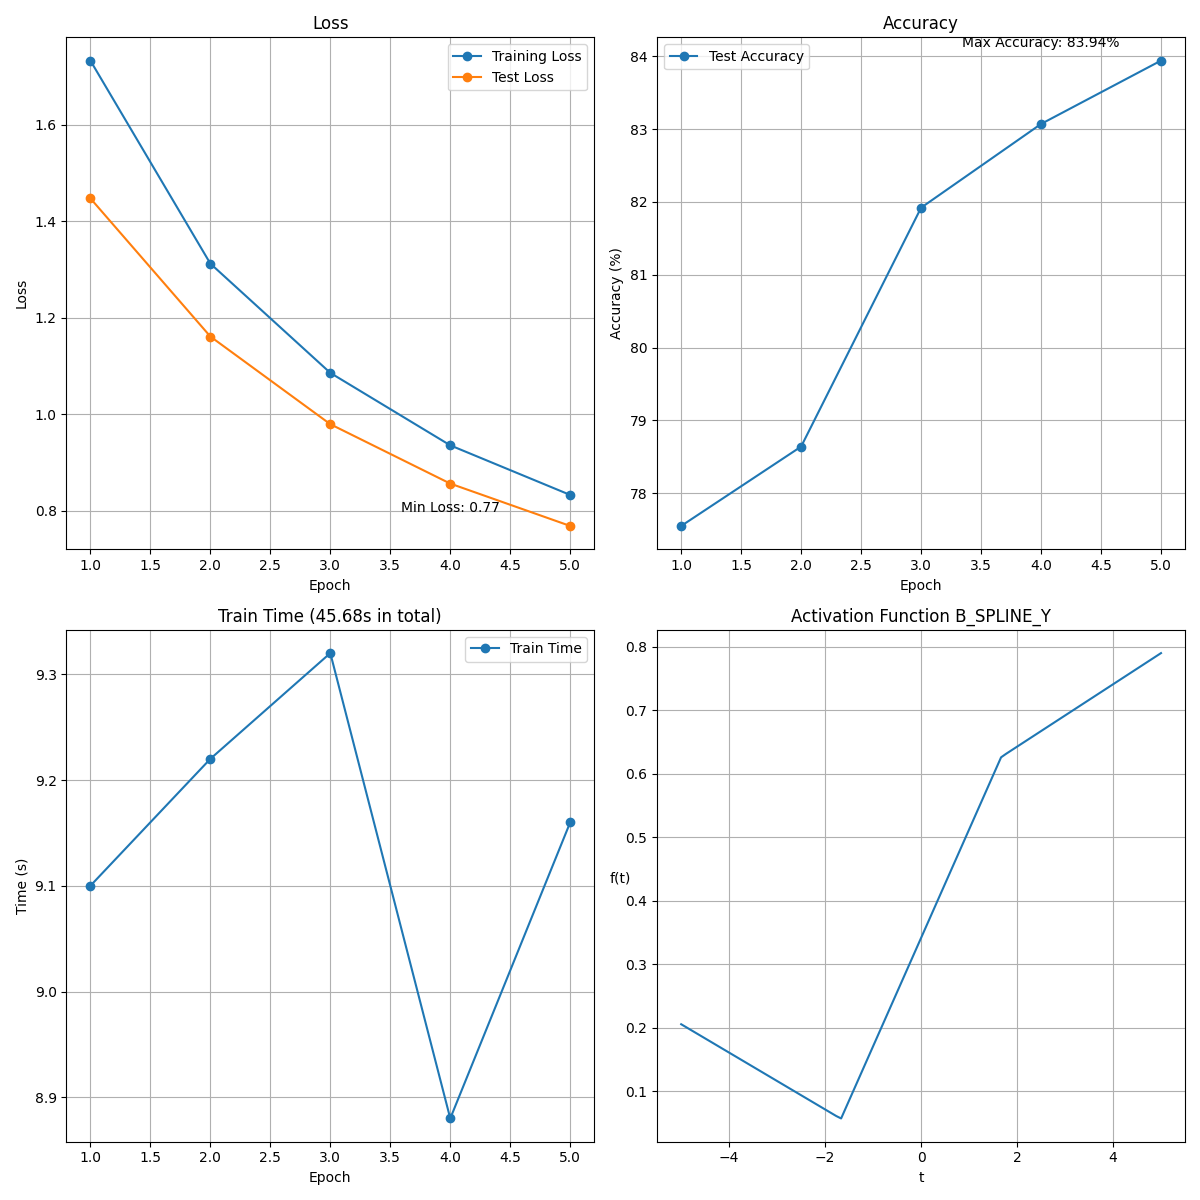 Loss
Training Loss
Test Loss
Loss
1.6
1.4
1.2
1.0
0.8
Min Loss: 0.77
1.0 1.5 2.0 2.5 3.0 3.5 4.0 4.5 5.0
Epoch
Accuracy
Max Accuracy: 83.94%
Test Accuracy
Accuracy (%)
84
83
82
81
80
79
78
1.0 1.5 2.0 2.5 3.0 3.5 4.0 4.5 5.0
Epoch
Train Time (45.68s in total)
Train Time
Time (s)
9.3
9.2
9.1
9.0
8.9
1.0 1.5 2.0 2.5 3.0 3.5 4.0 4.5 5.0
Epoch
Activation Function B_SPLINE_Y
f(t)
0.8
0.7
0.6
0.5
0.4
0.3
0.2
0.1
−4 −2 0 2 4
t